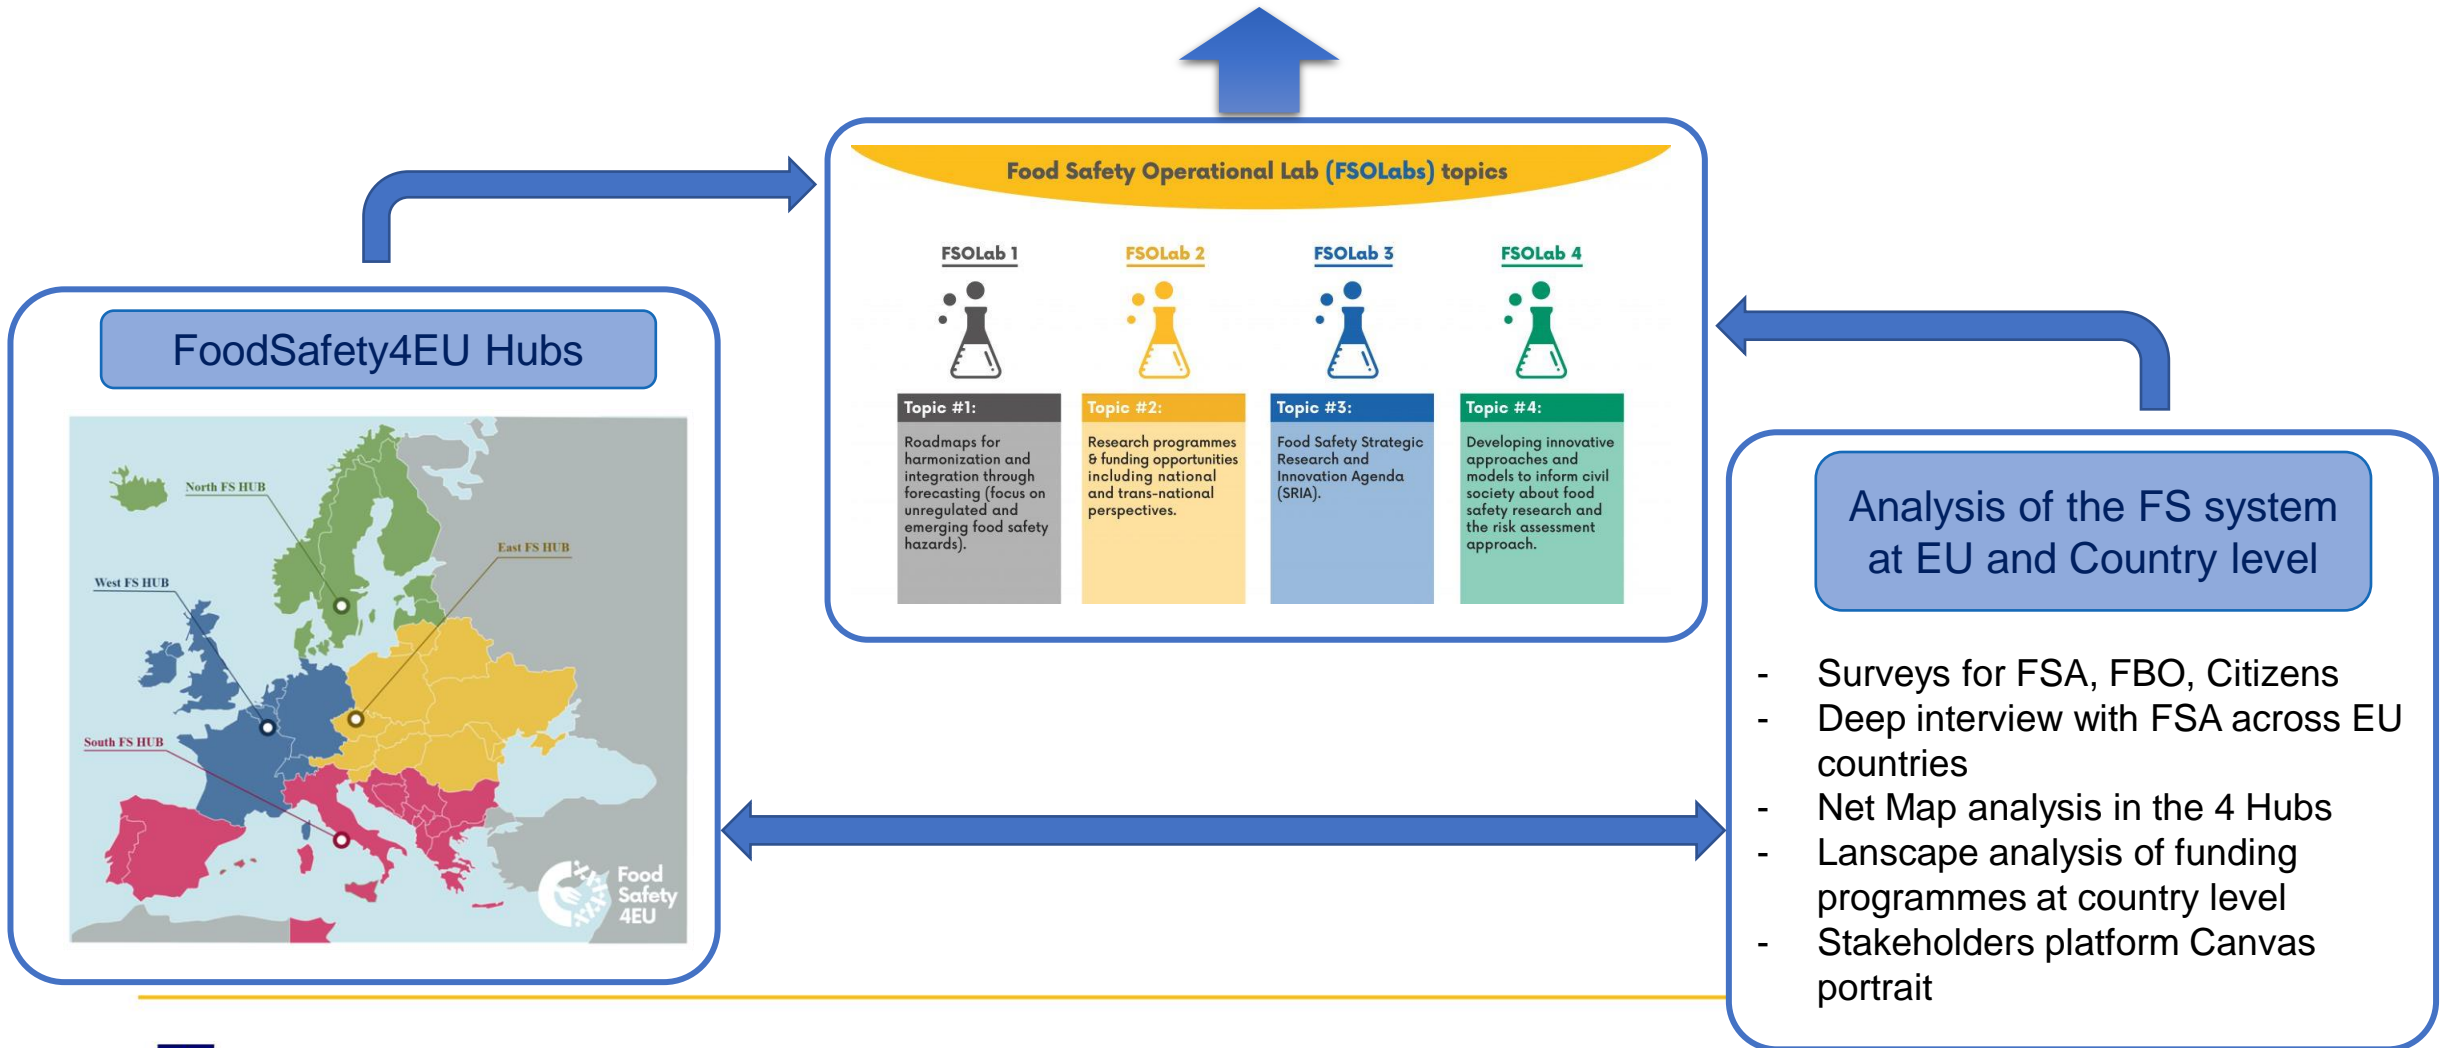 Food Safety Operational Lab (FSOLabs) topics
FSOLab 1
FSOLab 2
FSOLab 3
FSOLab 4
Topic #1:
Roadmaps for
harmonization and
integration through
forecasting (focus on
unregulated and
emerging food safety
hazards).
Topic #2:
Research programmes
& funding opportunities
including national
and trans-national
perspectives.
Topic #3:
Food Safety Strategic
Research and
Innovation Agenda
(SRIA).
Topic #4:
Developing innovative
approaches and
models to inform civil
society about food
safety research and
the risk assessment
approach.
FoodSafety4EU Hubs
North FS HUB
East FS HUB
West FS HUB
South FS HUB
Food
Safety
4EU
Analysis of the FS system
at EU and Country level
- Surveys for FSA, FBO, Citizens
- Deep interview with FSA across EU
countries
- Net Map analysis in the 4 Hubs
- Lanscape analysis of funding
programmes at country level
- Stakeholders platform Canvas
portrait